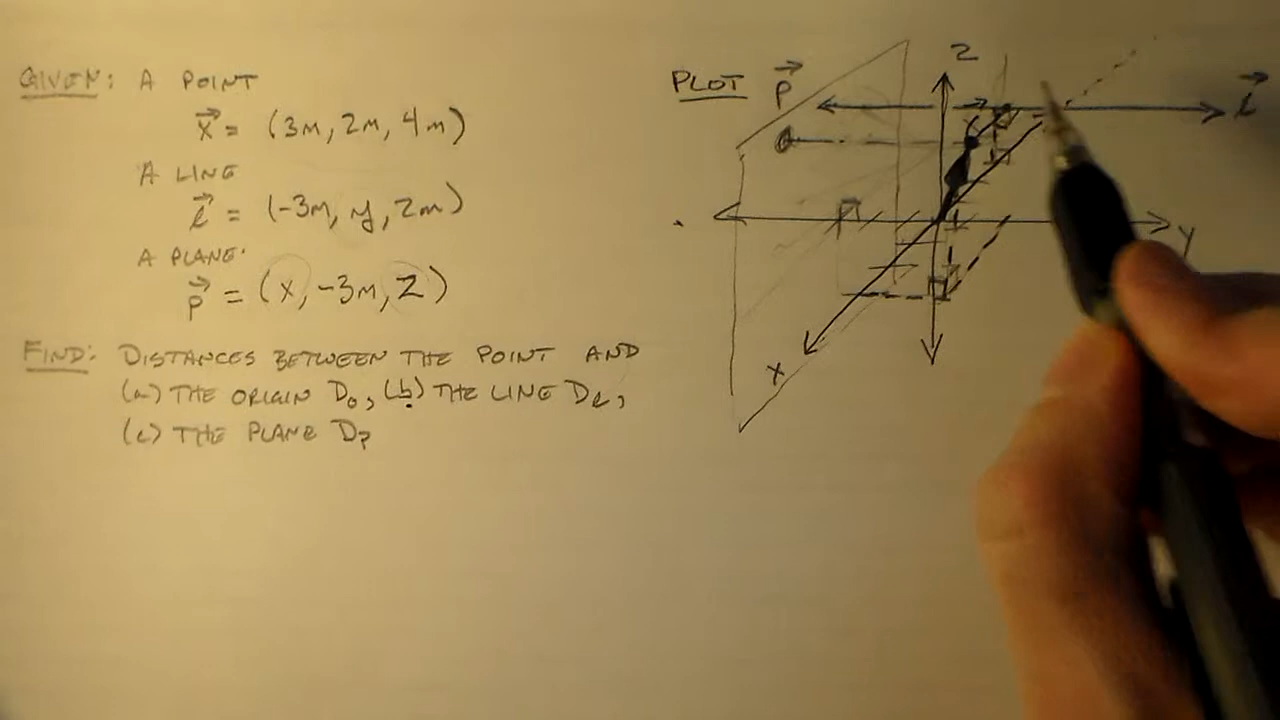 GIVEN: A POINT
x = (3m, 2m, 4m)
A LINE
l = (-3m, y, 2m)
A PLANE
p = (x, -3m, z)
FIND: DISTANCES BETWEEN THE POINT AND
(a) THE ORIGIN Do, (b) THE LINE Dl,
(c) THE PLANE Dp
PLOT
p
z
l
y
x